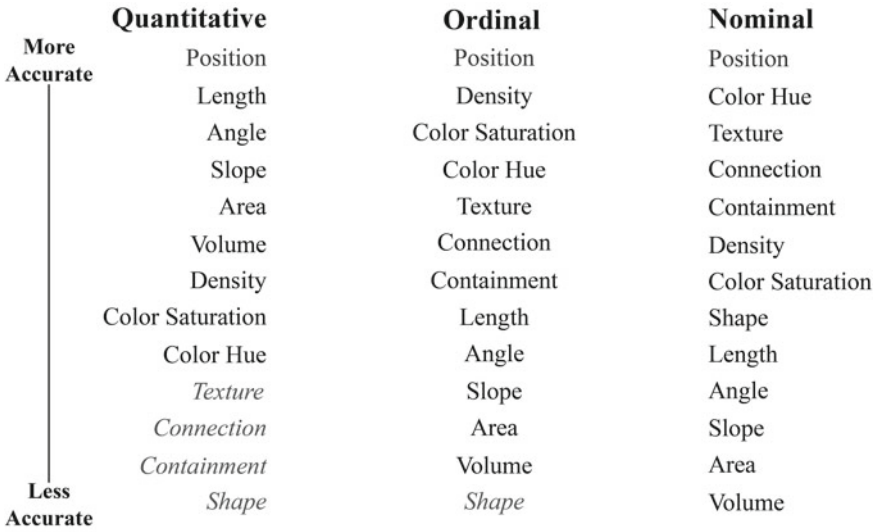 Quantitative Ordinal Nominal
More
Accurate
Position Position Position
Length Density Color Hue
Angle Color Saturation Texture
Slope Color Hue Connection
Area Texture Containment
Volume Connection Density
Density Containment Color Saturation
Color Saturation Length Shape
Color Hue Angle Length
Texture Slope Angle
Connection Area Slope
Containment Volume Area
Less
Accurate
Shape Shape Volume